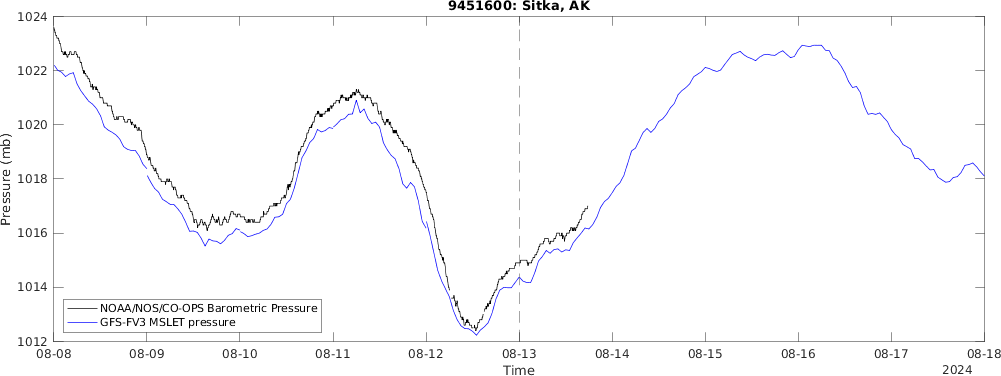 9451600: Sitka, AK
1024
1022
1020
1018
1016
1014
1012
Pressure (mb)
NOAA/NOS/CO-OPS Barometric Pressure
GFS-FV3 MSLET pressure
08-08 08-09 08-10 08-11 08-12 08-13 08-14 08-15 08-16 08-17 08-18
Time
2024